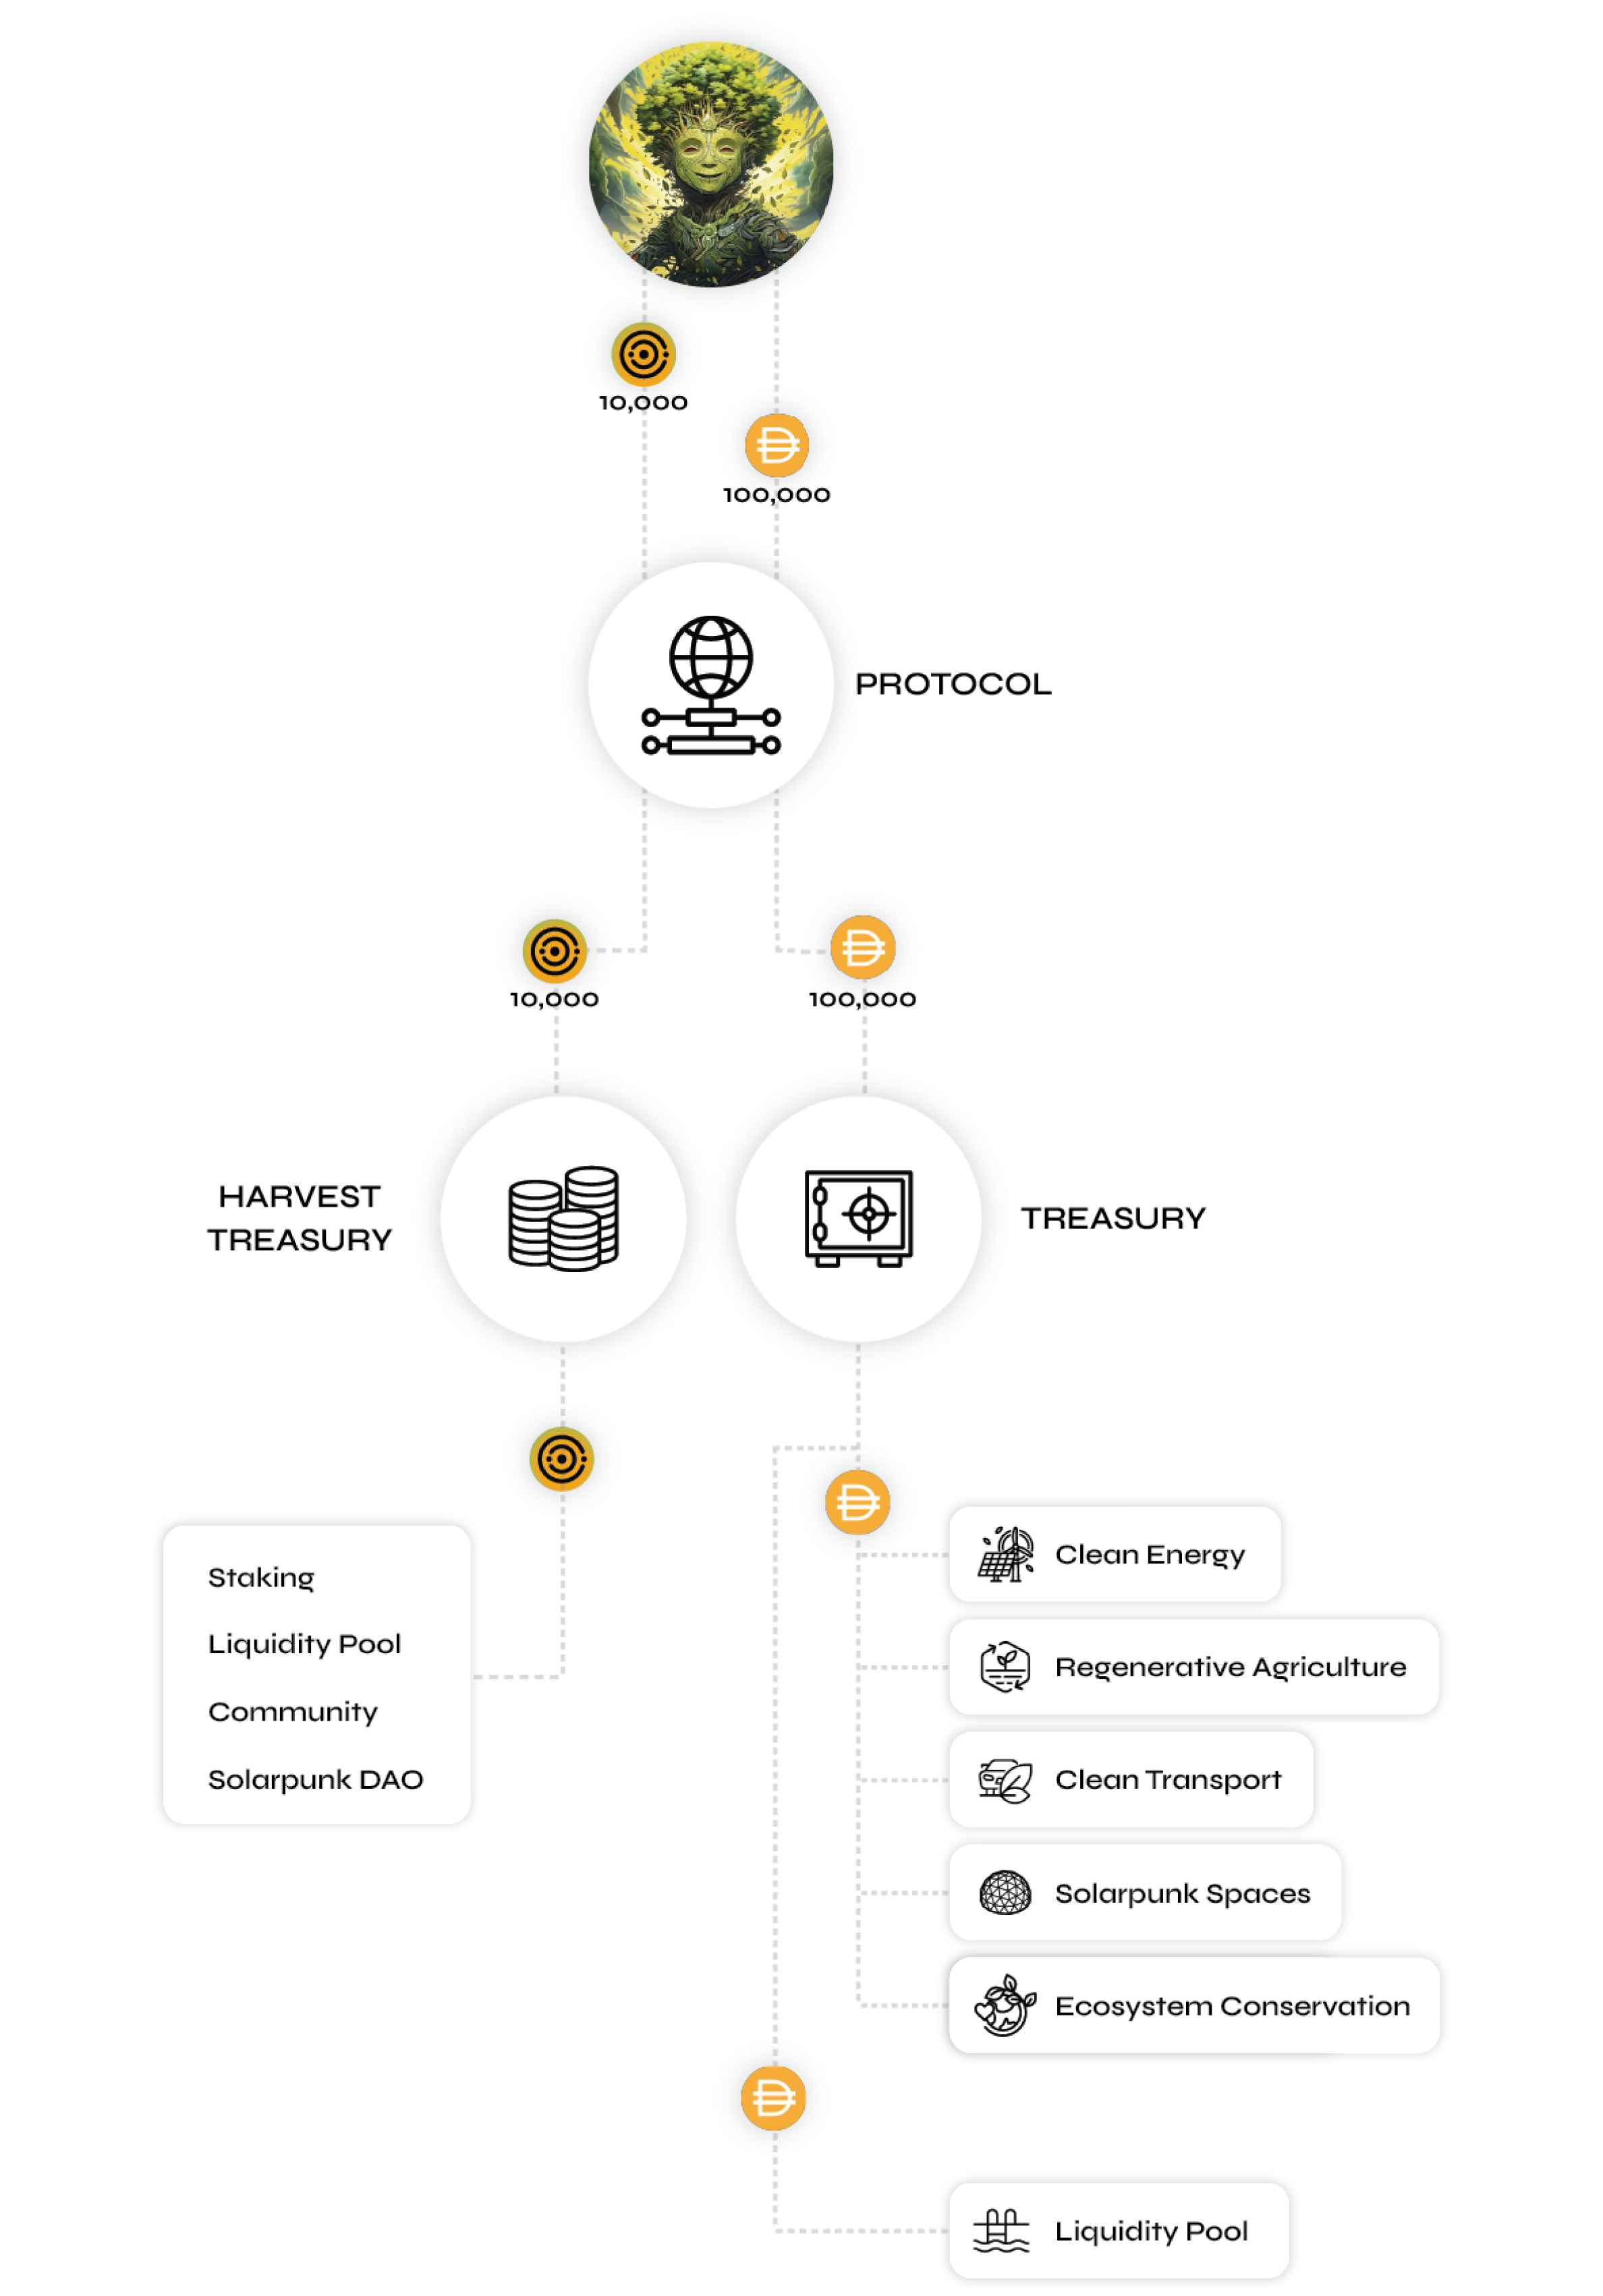 10,000
100,000
PROTOCOL
10,000
100,000
HARVEST
TREASURY
TREASURY
Staking
Liquidity Pool
Community
Solarpunk DAO
Clean Energy
Regenerative Agriculture
Clean Transport
Solarpunk Spaces
Ecosystem Conservation
Liquidity Pool